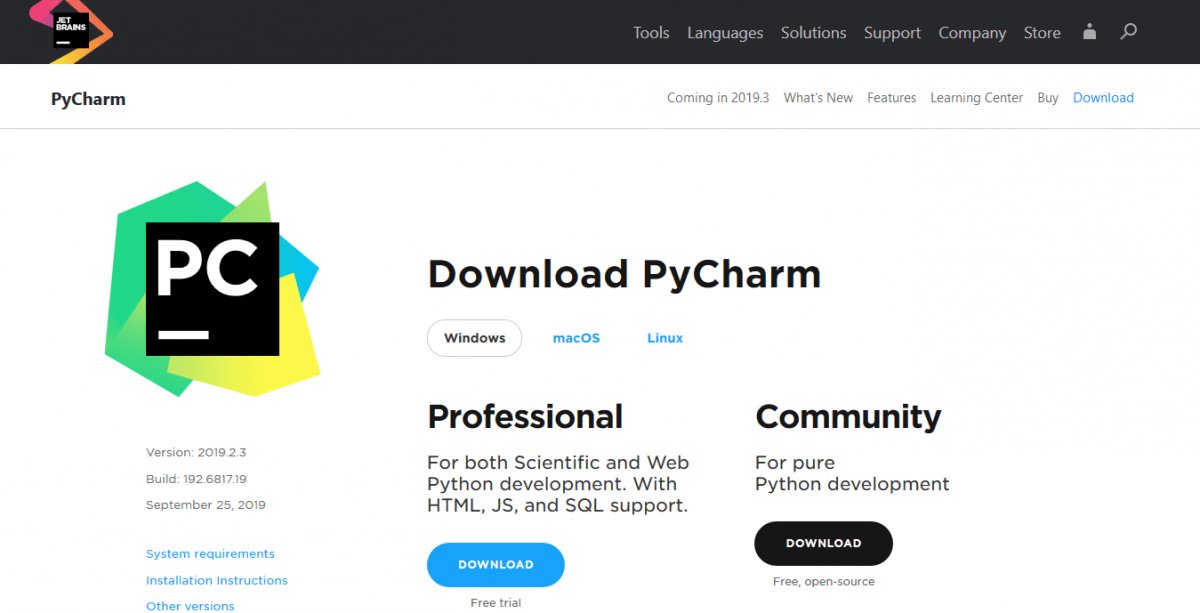 JET
BRAINS
Tools Languages Solutions Support Company Store
PyCharm
Coming in 2019.3 What's New Features Learning Center Buy Download
PC
Download PyCharm
Windows macOS Linux
Professional
For both Scientific and Web
Python development. With
HTML, JS, and SQL support.
DOWNLOAD
Free trial
Community
For pure
Python development
DOWNLOAD
Free, open-source
Version: 2019.2.3
Build: 192.6817.19
September 25, 2019
System requirements
Installation Instructions
Other versions